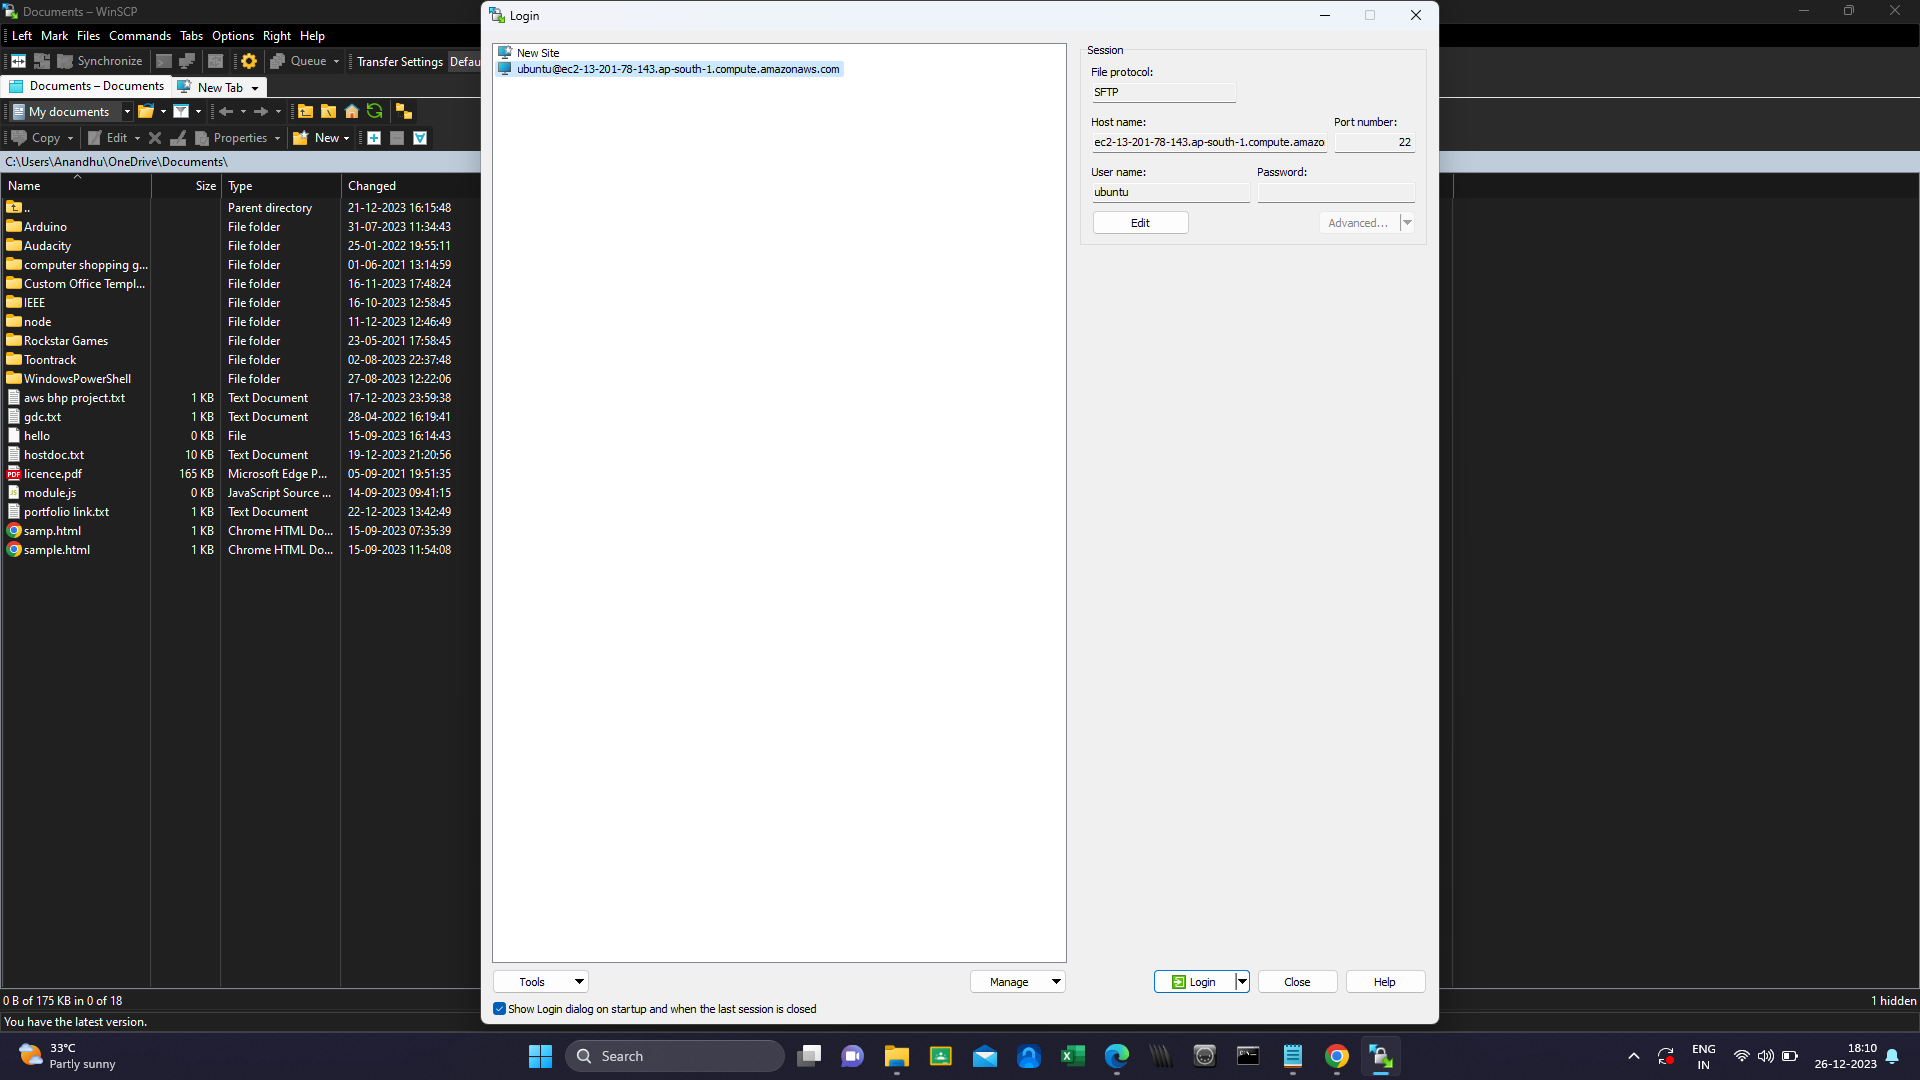 Documents – WinSCP
Left Mark Files Commands Tabs Options Right Help
Synchronize Queue Transfer Settings Defau
Documents – Documents New Tab
My documents
Copy Edit Properties New
C:\Users\Anandhu\OneDrive\Documents\
Name Size Type Changed
.. Parent directory 21-12-2023 16:15:48
Arduino File folder 31-07-2023 11:34:43
Audacity File folder 25-01-2022 19:55:11
computer shopping g... File folder 01-06-2021 13:14:59
Custom Office Templ... File folder 16-11-2023 17:48:24
IEEE File folder 16-10-2023 12:58:45
node File folder 11-12-2023 12:46:49
Rockstar Games File folder 23-05-2021 17:58:45
Toontrack File folder 02-08-2023 22:37:48
WindowsPowerShell File folder 27-08-2023 12:22:06
aws bhp project.txt 1 KB Text Document 17-12-2023 23:59:38
gdc.txt 1 KB Text Document 28-04-2022 16:19:41
hello 0 KB File 15-09-2023 16:14:43
hostdoc.txt 10 KB Text Document 19-12-2023 21:20:56
licence.pdf 165 KB Microsoft Edge P... 05-09-2021 19:51:35
module.js 0 KB JavaScript Source ... 14-09-2023 09:41:15
portfolio link.txt 1 KB Text Document 22-12-2023 13:42:49
samp.html 1 KB Chrome HTML Do... 15-09-2023 07:35:39
sample.html 1 KB Chrome HTML Do... 15-09-2023 11:54:08
0 B of 175 KB in 0 of 18
You have the latest version.
Login
New Site
ubuntu@ec2-13-201-78-143.ap-south-1.compute.amazonaws.com
Session
File protocol:
SFTP
Host name: Port number:
ec2-13-201-78-143.ap-south-1.compute.amazo 22
User name: Password:
ubuntu
Edit Advanced...
Tools Manage Login Close Help
Show Login dialog on startup and when the last session is closed
1 hidden
33°C
Partly sunny
Search
ENG
IN
18:10
26-12-2023